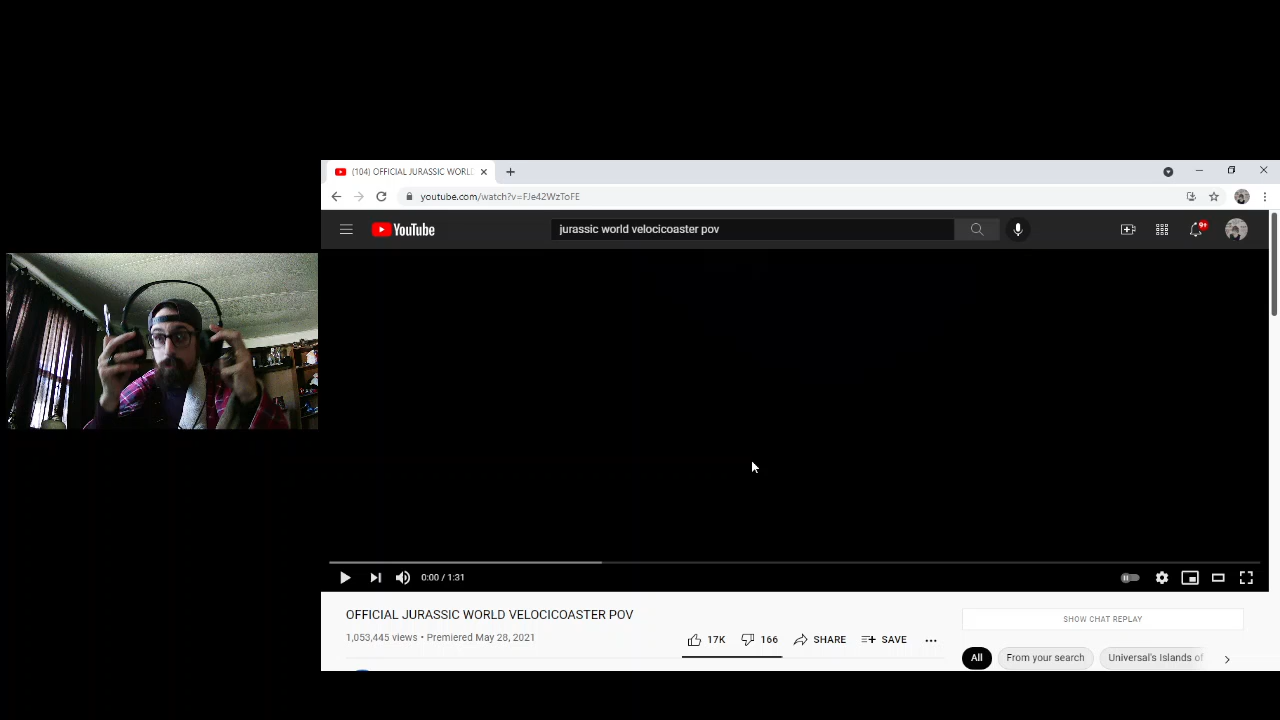 (104) OFFICIAL JURASSIC WORL
youtube.com/watch?v=FJe42WzToFE
YouTube
jurassic world velocicoaster pov
9+
0:00 / 1:31
OFFICIAL JURASSIC WORLD VELOCICOASTER POV
1,053,445 views • Premiered May 28, 2021
17K
166
SHARE
SAVE
SHOW CHAT REPLAY
All
From your search
Universal's Islands of